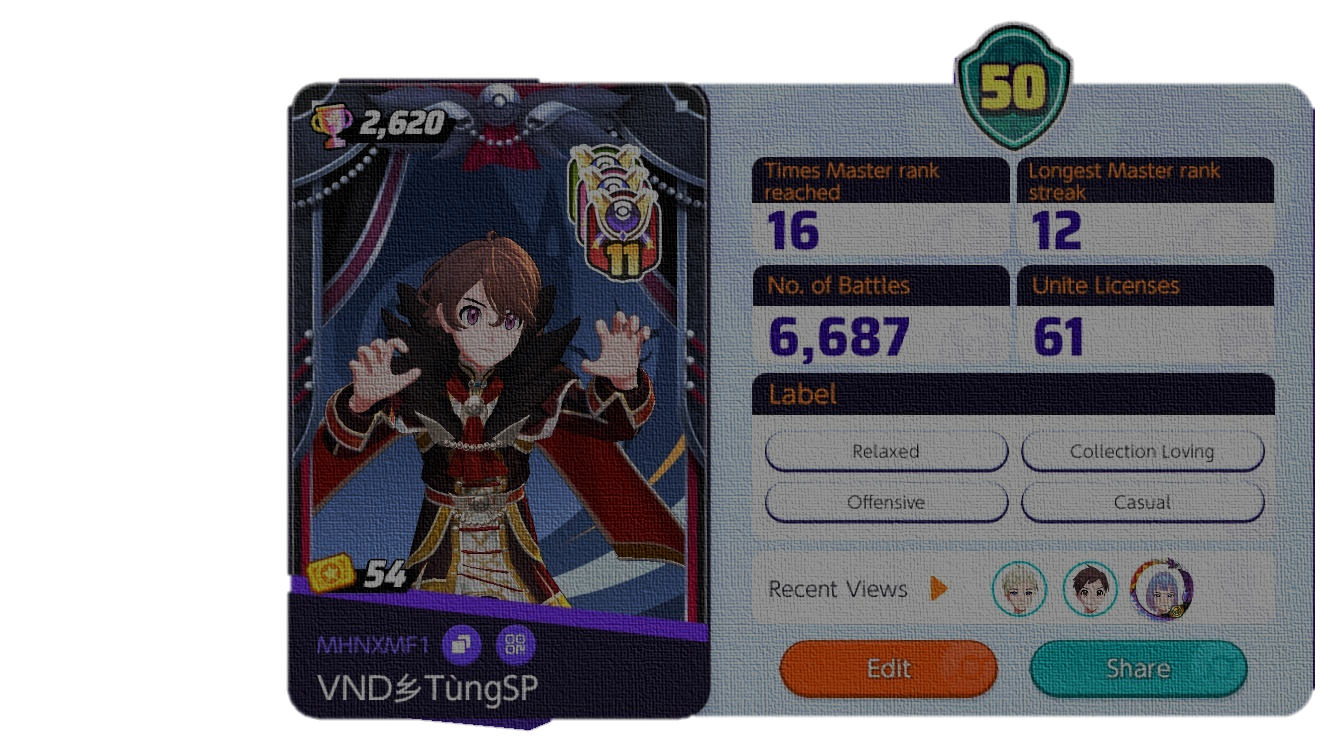 50
2,620
11
54
MHNXMF1
VND乡TùngSP
Times Master rank
reached
16
Longest Master rank
streak
12
No. of Battles
6,687
Unite Licenses
61
Label
Relaxed
Collection Loving
Offensive
Casual
Recent Views
Edit
Share